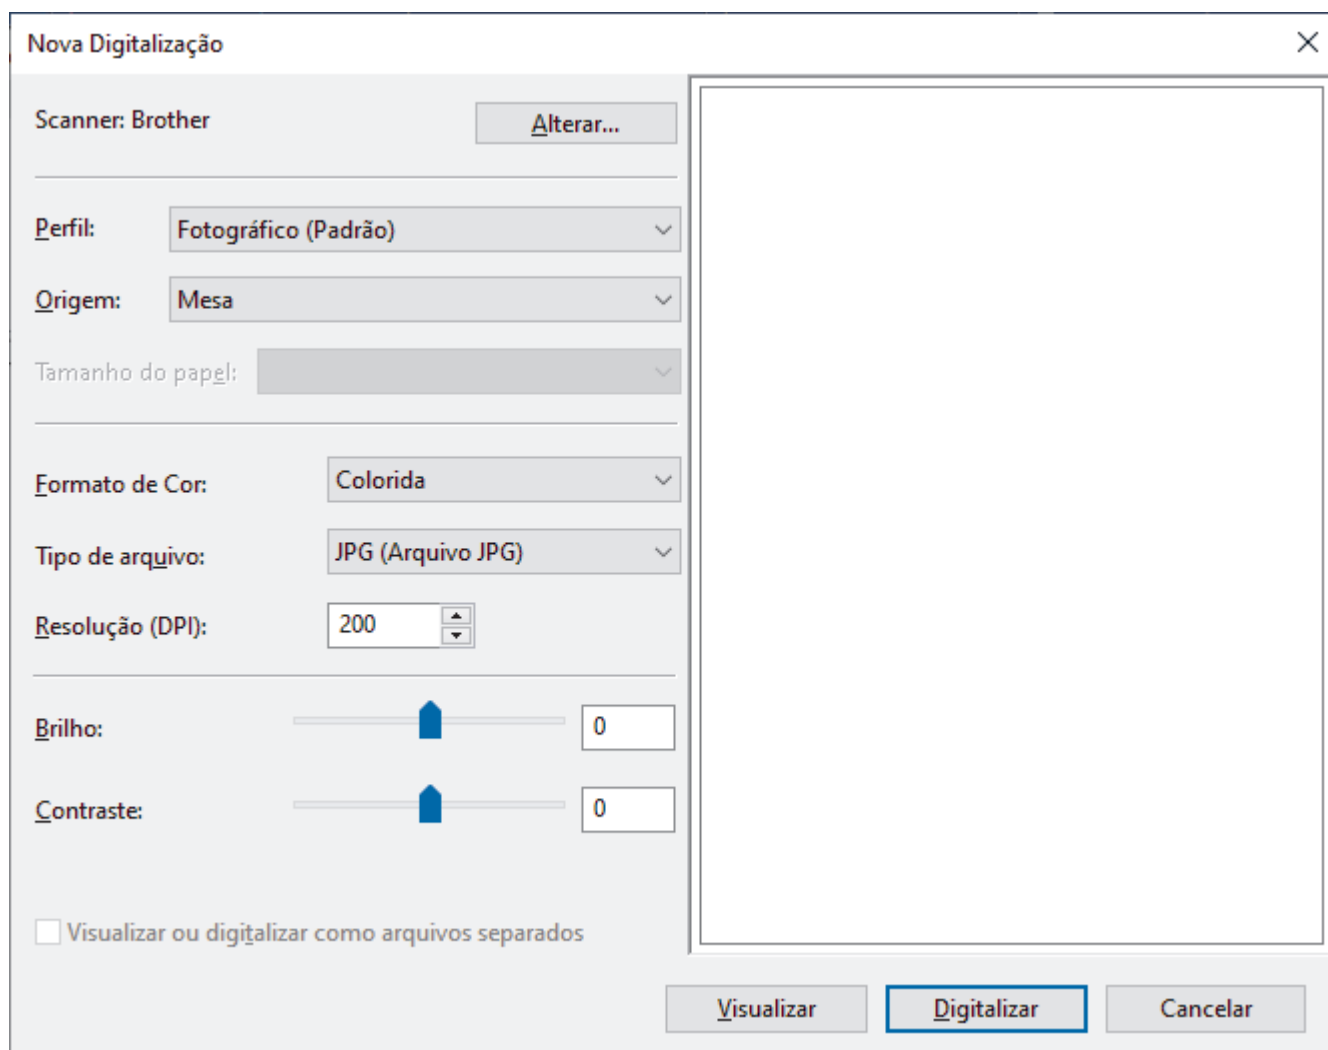 Nova Digitalização
Scanner: Brother
Alterar...
Perfil: Fotográfico (Padrão)
Origem: Mesa
Tamanho do papel:
Formato de Cor: Colorida
Tipo de arquivo: JPG (Arquivo JPG)
Resolução (DPI): 200
Brilho: 0
Contraste: 0
Visualizar ou digitalizar como arquivos separados
Visualizar Digitalizar Cancelar